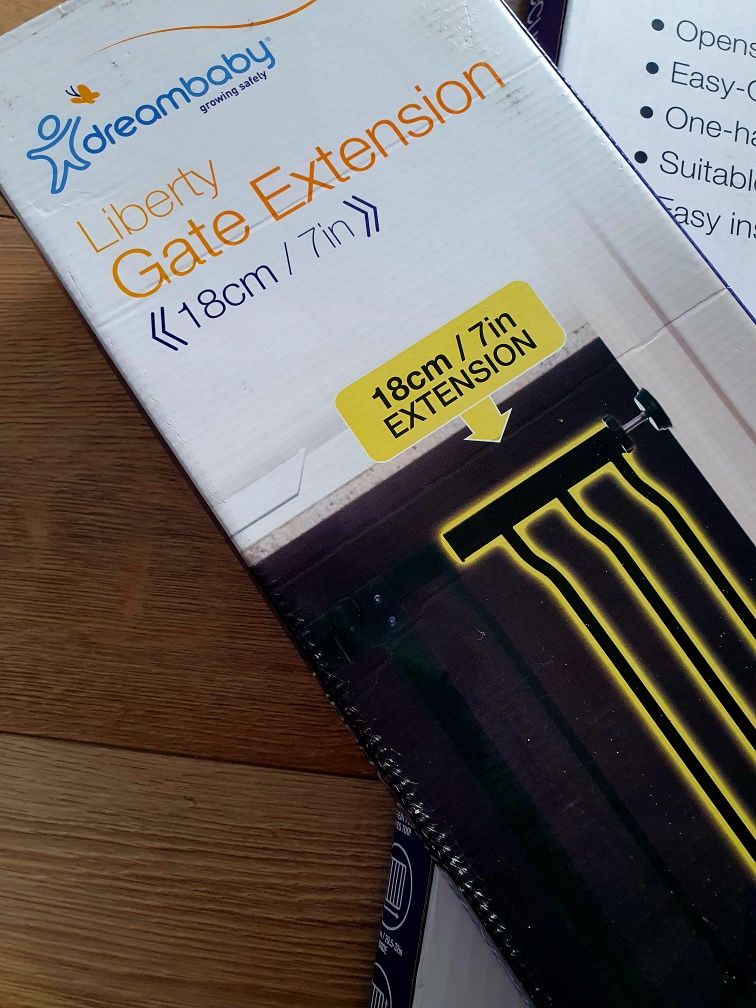 dreambaby®
growing safely
Liberty
Gate Extension
《18cm / 7in》
18cm / 7in
EXTENSION
• Opens
• Easy-
• One-ha
• Suitabl
Easy ins